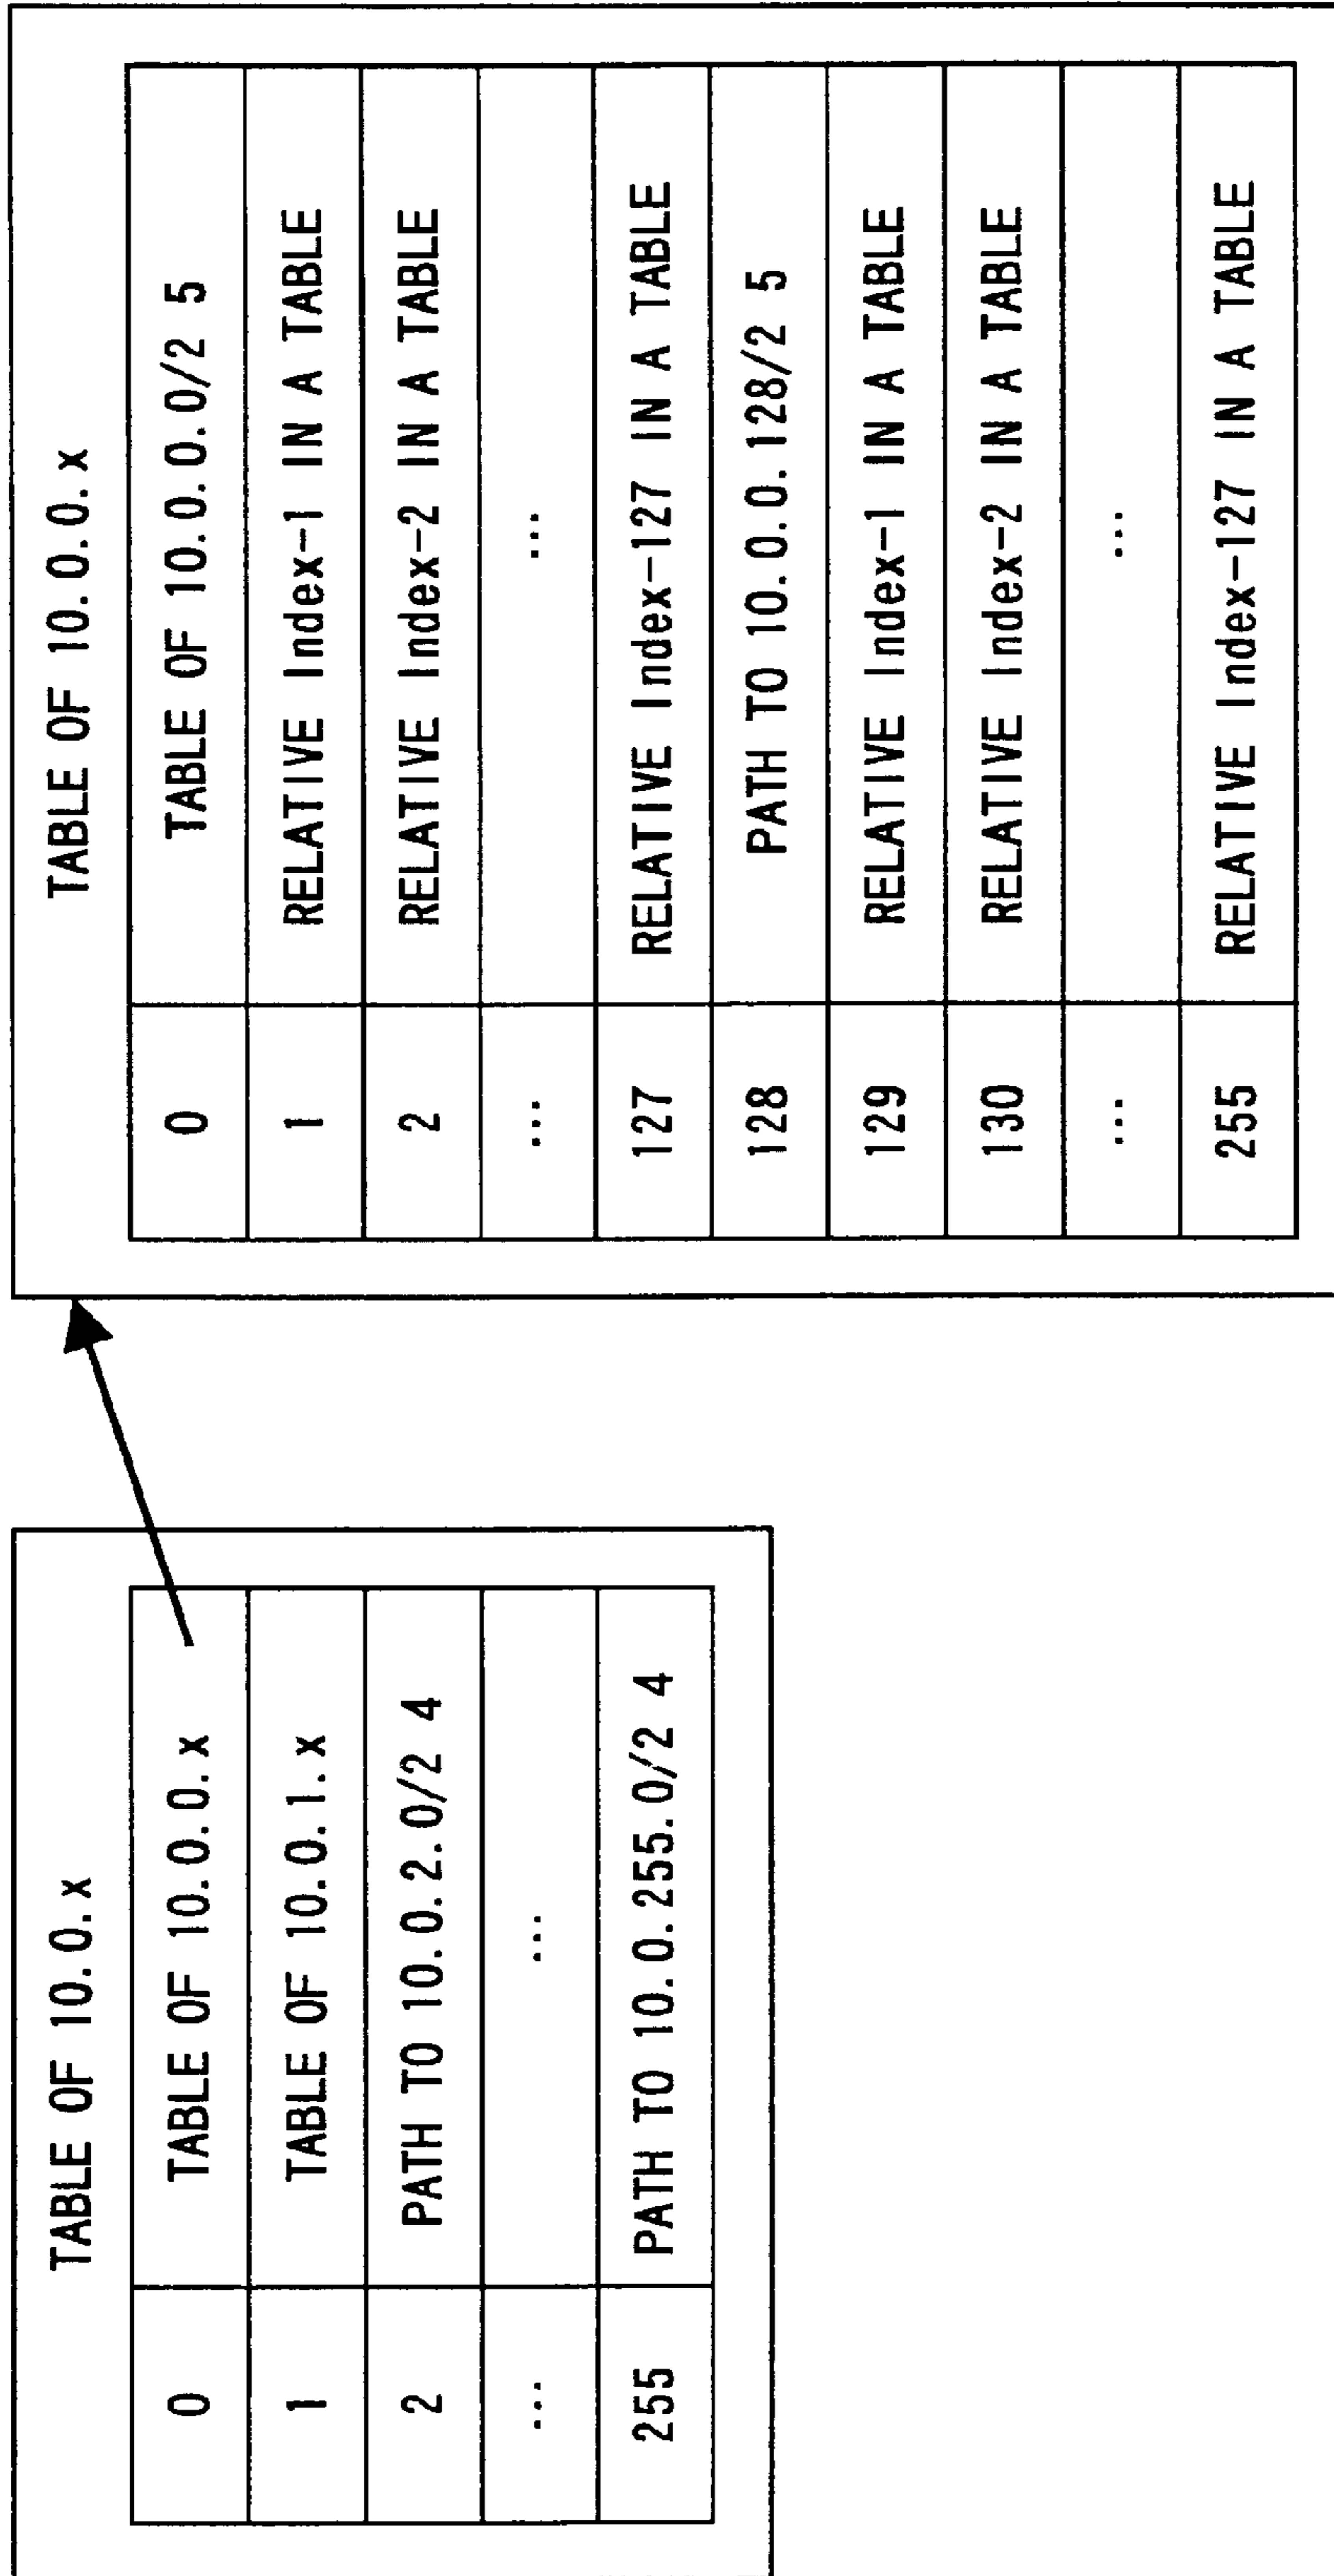 TABLE OF 10.0.x
0 TABLE OF 10.0.0.x
1 TABLE OF 10.0.1.x
2 PATH TO 10.0.2.0/2 4
... ...
255 PATH TO 10.0.255.0/2 4
TABLE OF 10.0.0.x
0 TABLE OF 10.0.0.0/2 5
1 RELATIVE Index-1 IN A TABLE
2 RELATIVE Index-2 IN A TABLE
... ...
127 RELATIVE Index-127 IN A TABLE
128 PATH TO 10.0.0.128/2 5
129 RELATIVE Index-1 IN A TABLE
130 RELATIVE Index-2 IN A TABLE
... ...
255 RELATIVE Index-127 IN A TABLE